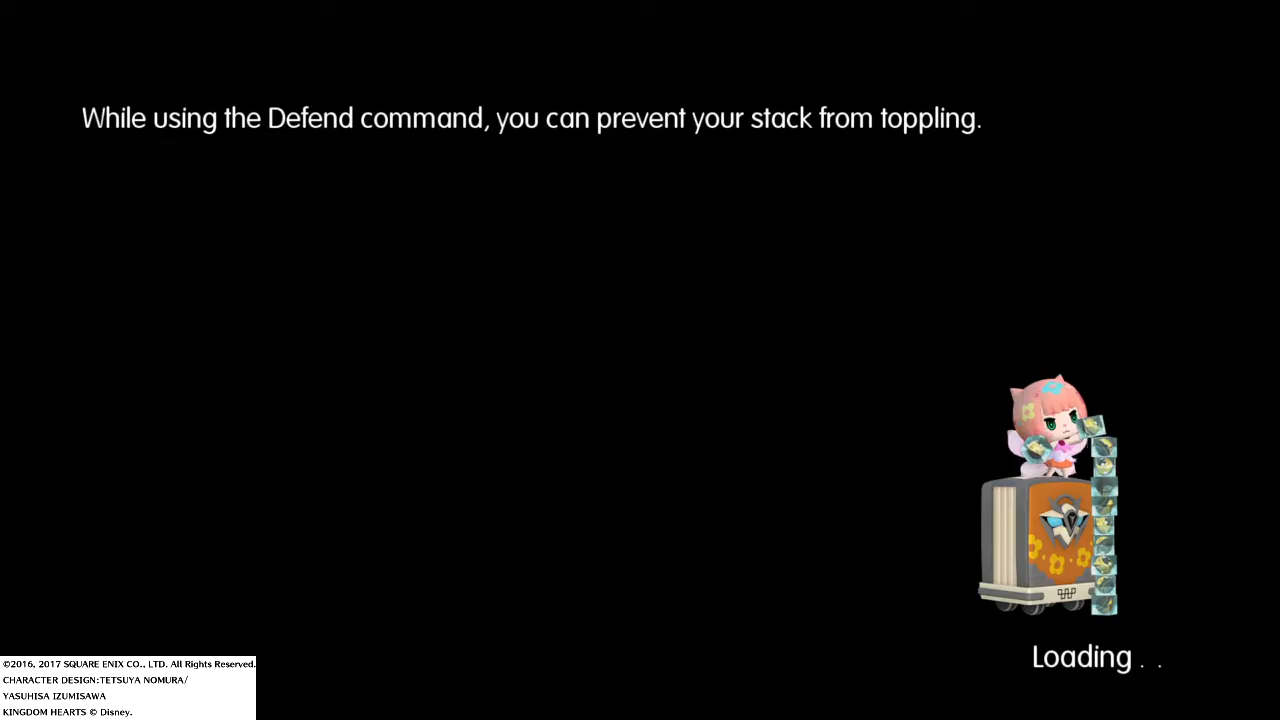 While using the Defend command, you can prevent your stack from toppling.
Loading . .
©2016, 2017 SQUARE ENIX CO., LTD. All Rights Reserved.
CHARACTER DESIGN:TETSUYA NOMURA/
YASUHISA IZUMISAWA
KINGDOM HEARTS © Disney.